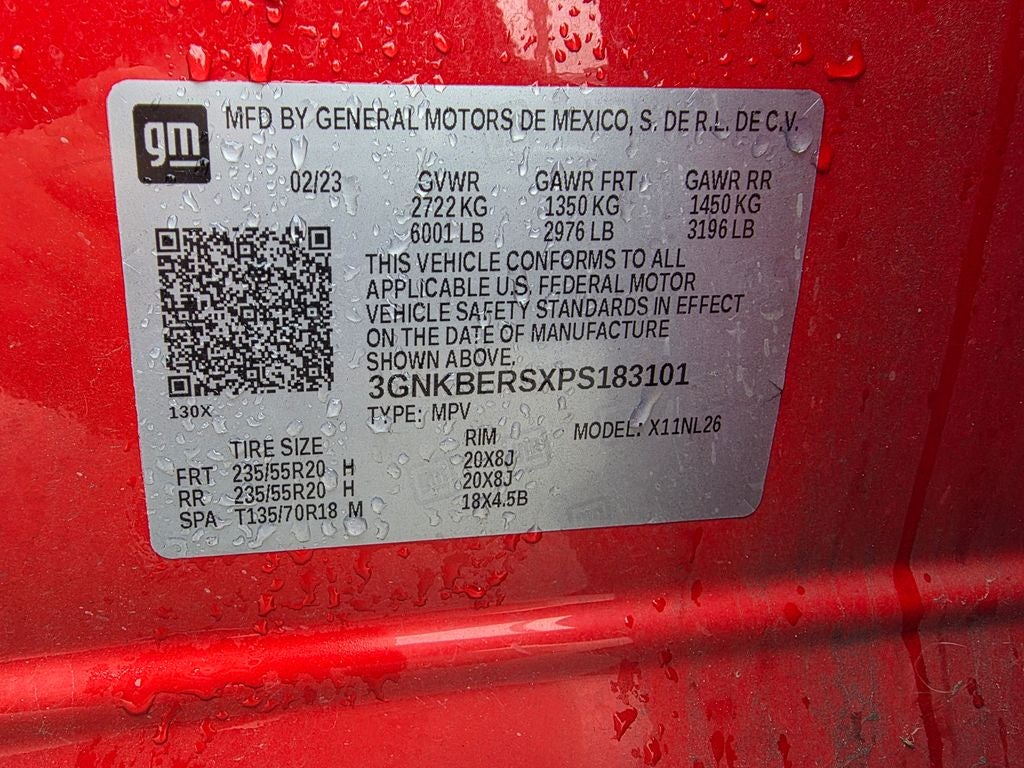 gm
MFD BY GENERAL MOTORS DE MEXICO, S. DE R.L. DE C.V.
02/23 GVWR GAWR FRT GAWR RR
2722 KG 1350 KG 1450 KG
6001 LB 2976 LB 3196 LB
THIS VEHICLE CONFORMS TO ALL
APPLICABLE U.S. FEDERAL MOTOR
VEHICLE SAFETY STANDARDS IN EFFECT
ON THE DATE OF MANUFACTURE
SHOWN ABOVE.
3GNKBERSXPS183101
130X
TYPE: MPV
MODEL: X11NL26
TIRE SIZE RIM
FRT 235/55R20 H 20X8J
RR 235/55R20 H 20X8J
SPA T135/70R18 M 18X4.5B